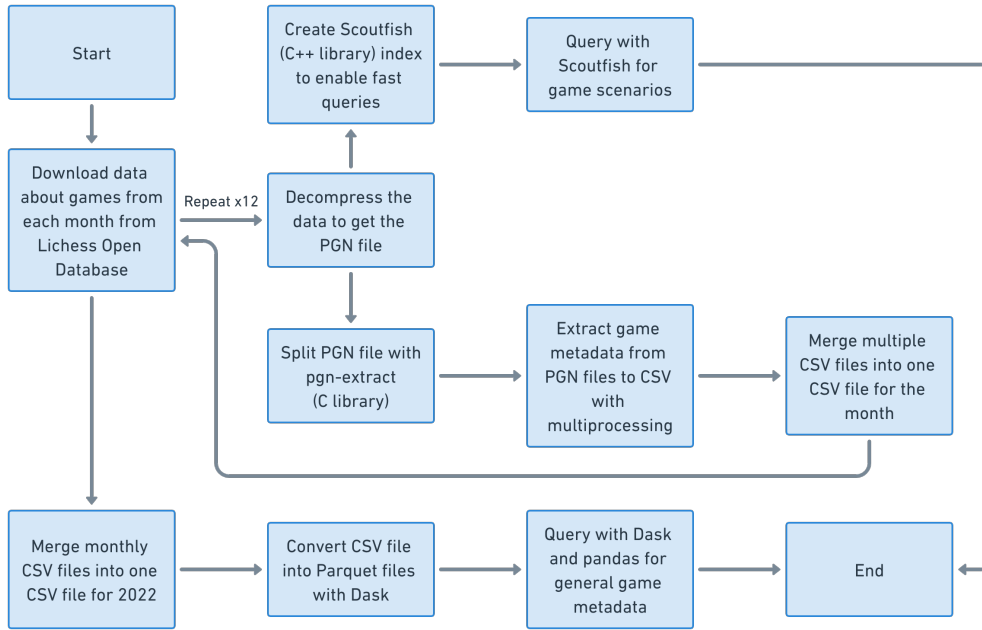 Start
Create Scoutfish
(C++ library) index
to enable fast
queries
Query with
Scoutfish for
game scenarios
Download data
about games from
each month from
Lichess Open
Database
Repeat x12
Decompress the
data to get the
PGN file
Split PGN file with
pgn-extract
(C library)
Extract game
metadata from
PGN files to CSV
with
multiprocessing
Merge multiple
CSV files into one
CSV file for the
month
Merge monthly
CSV files into one
CSV file for 2022
Convert CSV file
into Parquet files
with Dask
Query with Dask
and pandas for
general game
metadata
End